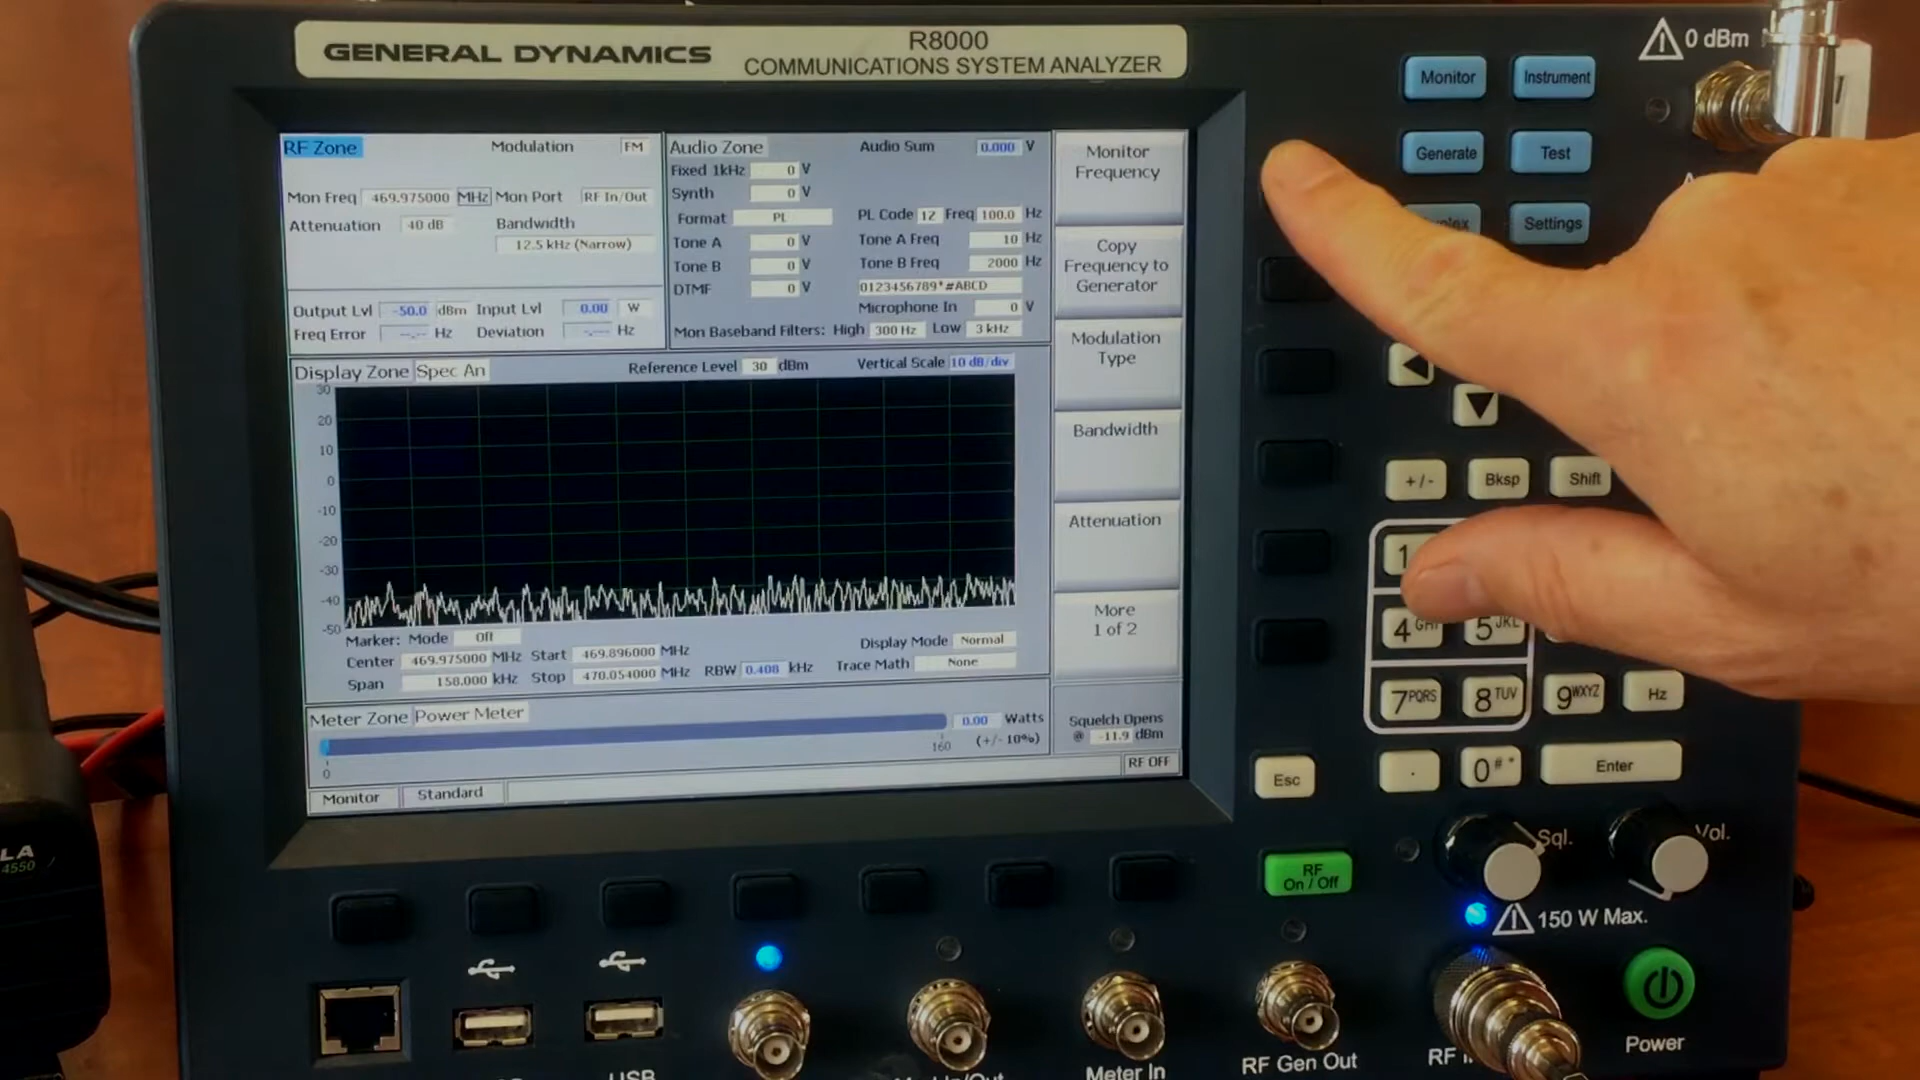 GENERAL DYNAMICS
R8000
COMMUNICATIONS SYSTEM ANALYZER
0 dBm
Monitor
Instrument
Generate
Test
Settings
RF Zone
Modulation FM
Mon Freq 469.975000 MHz Mon Port RF In/Out
Attenuation 40 dB Bandwidth
12.5 kHz (Narrow)
Output Lvl -50.0 dBm Input Lvl 0.00 W
Freq Error --.-- Hz Deviation -.--- Hz
Audio Zone Audio Sum 0.000 V
Fixed 1kHz 0 V
Synth 0 V
Format PL PL Code 1Z Freq 100.0 Hz
Tone A 0 V Tone A Freq 10 Hz
Tone B 0 V Tone B Freq 2000 Hz
DTMF 0 V 0123456789*#ABCD
Microphone In 0 V
Mon Baseband Filters: High 300 Hz Low 3 kHz
Monitor
Frequency
Copy
Frequency to
Generator
Modulation
Type
Bandwidth
Attenuation
More
1 of 2
Squelch Opens
@ -11.9 dBm
RF OFF
Display Zone Spec An Reference Level 30 dBm Vertical Scale 10 dB/div
30
20
10
0
-10
-20
-30
-40
-50
Marker: Mode Off Display Mode Normal
Center 469.975000 MHz Start 469.896000 MHz
Trace Math None
Span 158.000 kHz Stop 470.054000 MHz RBW 0.408 kHz
Meter Zone Power Meter
0.00 Watts
0 160 (+/- 10%)
Monitor Standard
+/-
Bksp
Shift
1
4 GHI
5 JKL
7 PQRS
8 TUV
9 WXYZ
Hz
.
0 # *
Enter
Esc
Sql.
Vol.
RF
On / Off
150 W Max.
Power
USB
Meter In
RF Gen Out
RF
LA
4550